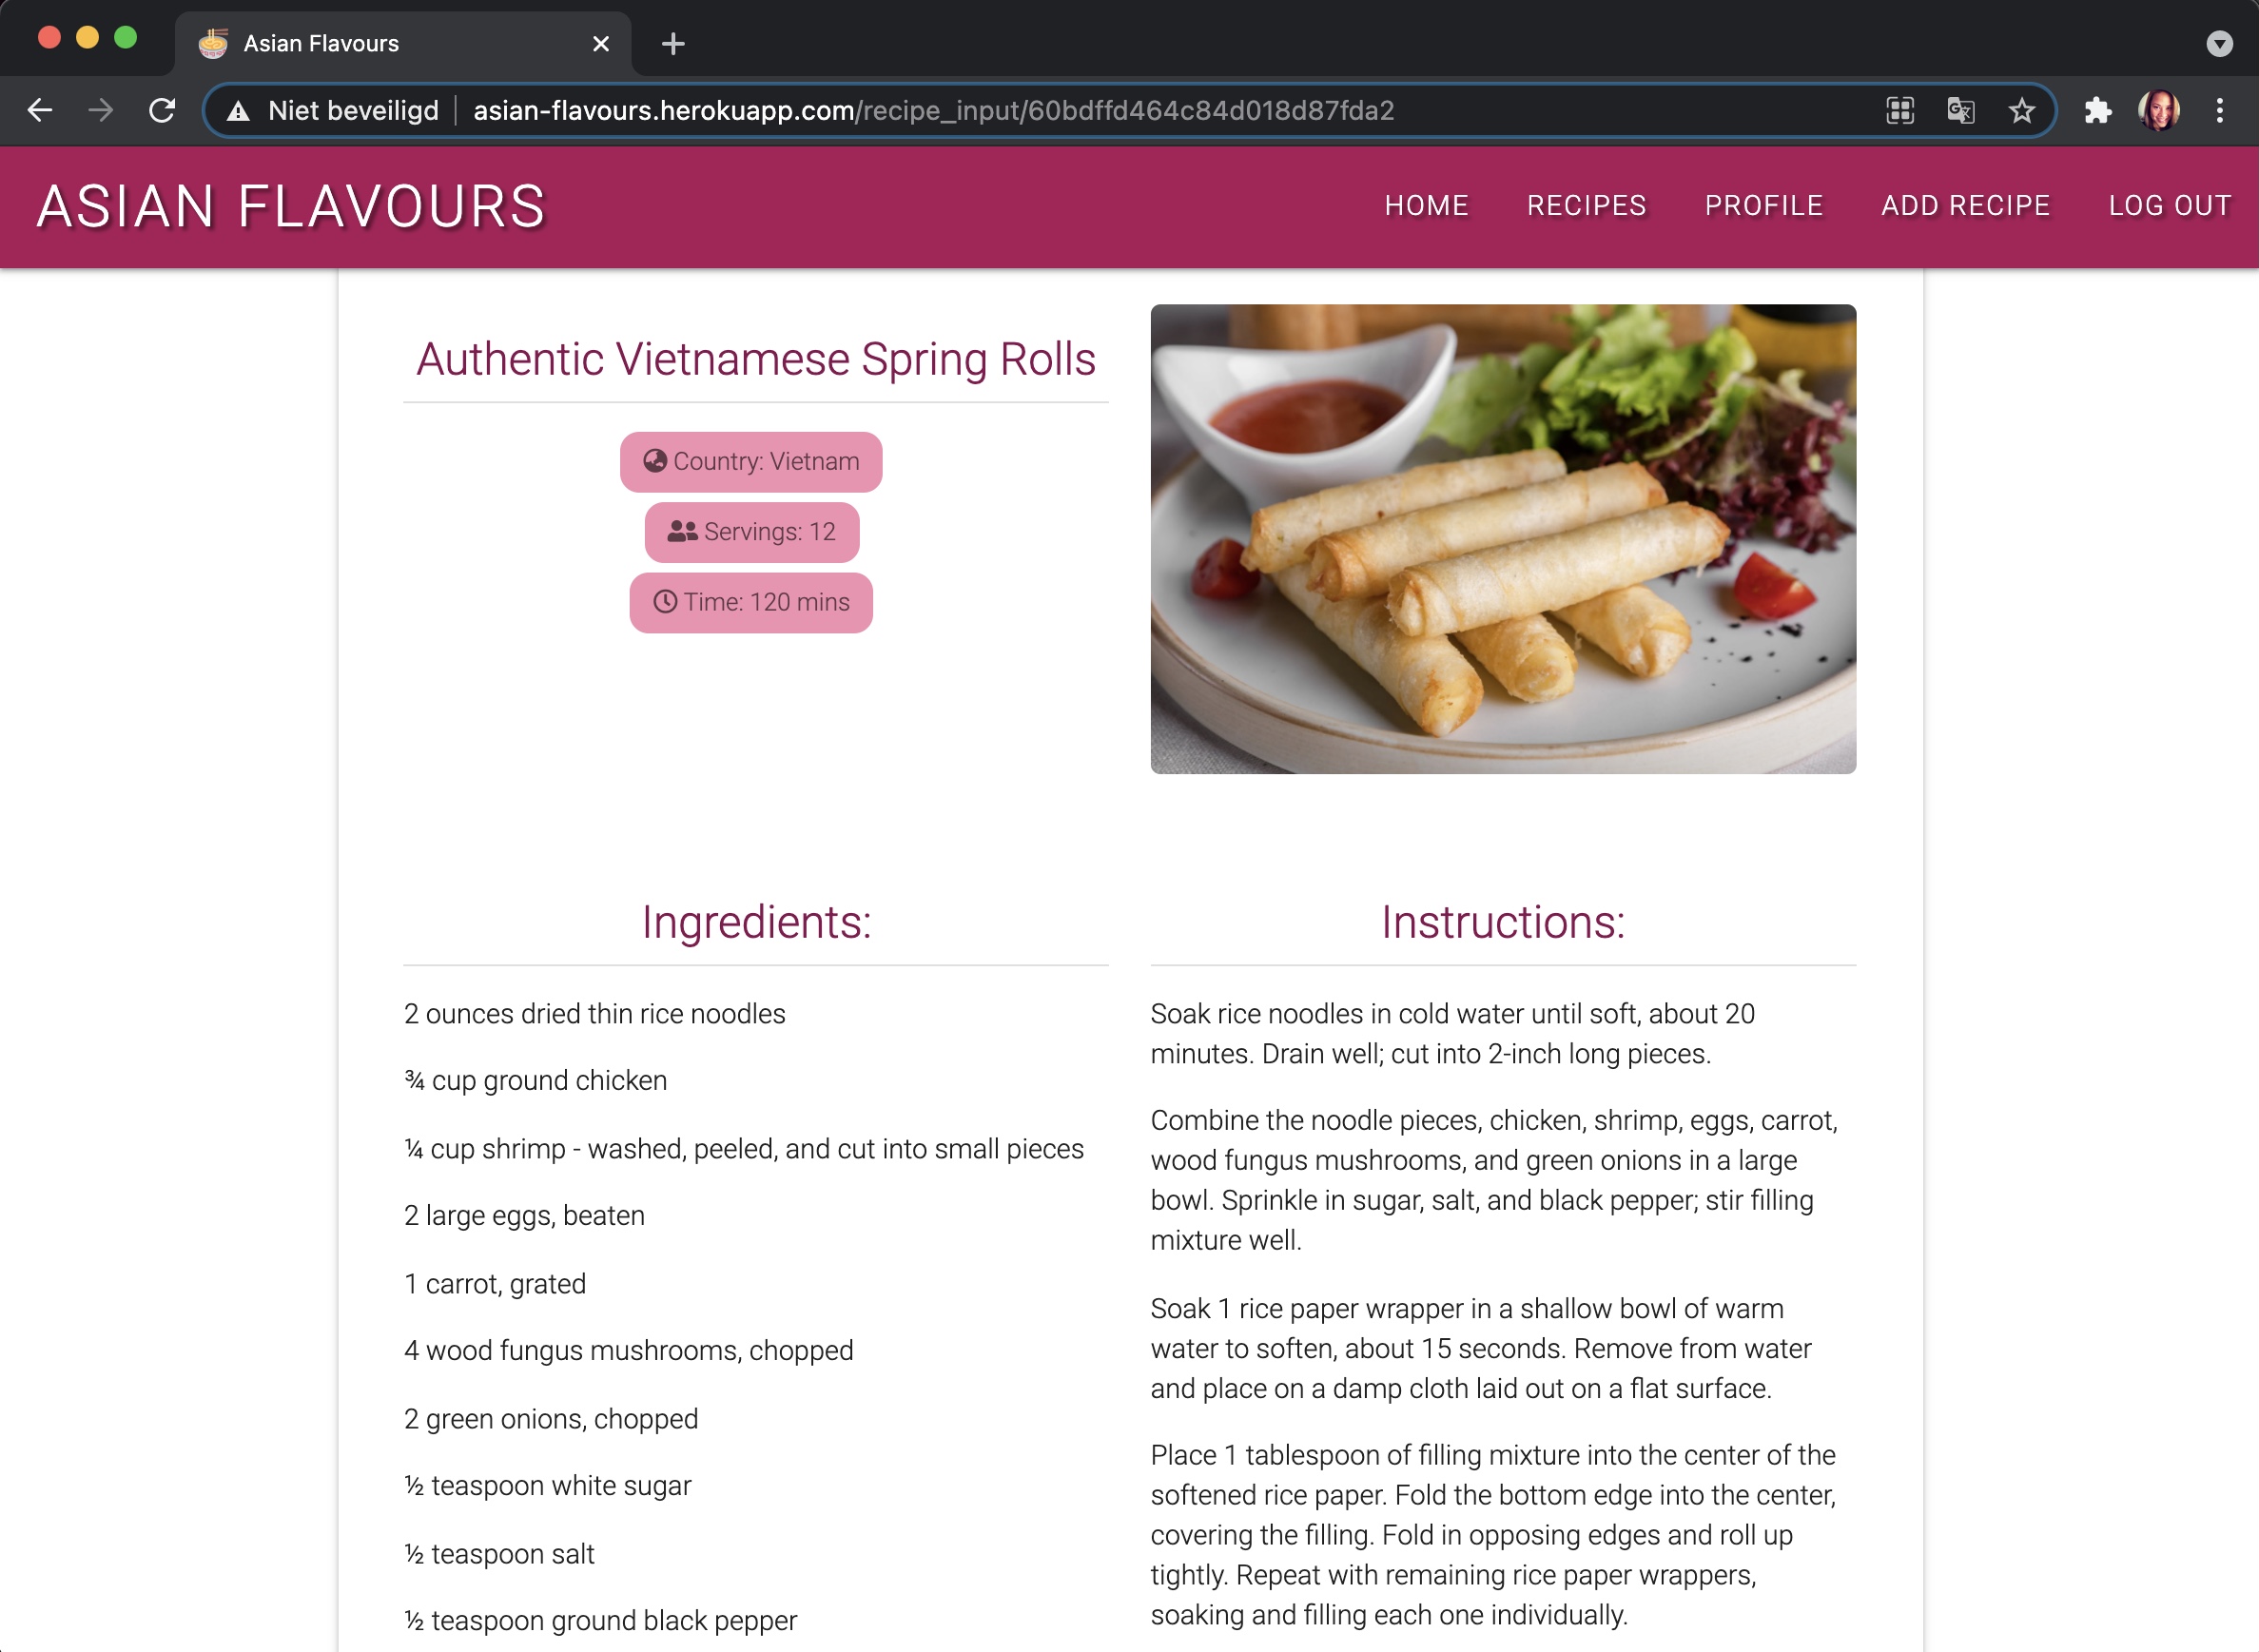 Asian Flavours
Niet beveiligd
asian-flavours.herokuapp.com/recipe_input/60bdffd464c84d018d87fda2
ASIAN FLAVOURS
HOME
RECIPES
PROFILE
ADD RECIPE
LOG OUT
Authentic Vietnamese Spring Rolls
Country: Vietnam
Servings: 12
Time: 120 mins
Ingredients:
2 ounces dried thin rice noodles
¾ cup ground chicken
¼ cup shrimp - washed, peeled, and cut into small pieces
2 large eggs, beaten
1 carrot, grated
4 wood fungus mushrooms, chopped
2 green onions, chopped
½ teaspoon white sugar
½ teaspoon salt
½ teaspoon ground black pepper
Instructions:
Soak rice noodles in cold water until soft, about 20
minutes. Drain well; cut into 2-inch long pieces.
Combine the noodle pieces, chicken, shrimp, eggs, carrot,
wood fungus mushrooms, and green onions in a large
bowl. Sprinkle in sugar, salt, and black pepper; stir filling
mixture well.
Soak 1 rice paper wrapper in a shallow bowl of warm
water to soften, about 15 seconds. Remove from water
and place on a damp cloth laid out on a flat surface.
Place 1 tablespoon of filling mixture into the center of the
softened rice paper. Fold the bottom edge into the center,
covering the filling. Fold in opposing edges and roll up
tightly. Repeat with remaining rice paper wrappers,
soaking and filling each one individually.